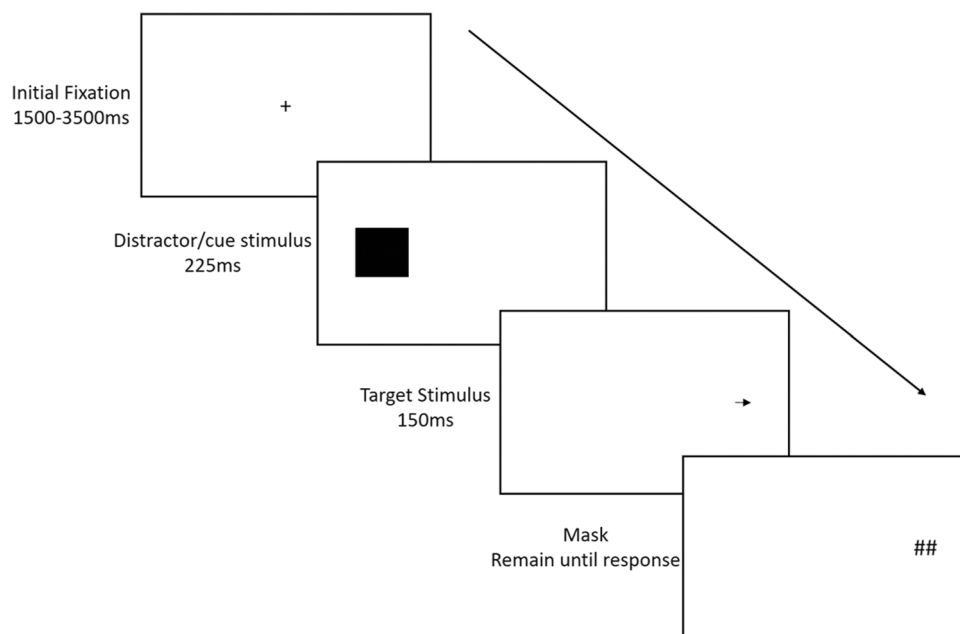 Initial Fixation
1500-3500ms
+
Distractor/cue stimulus
225ms
Target Stimulus
150ms
Mask
Remain until response
##